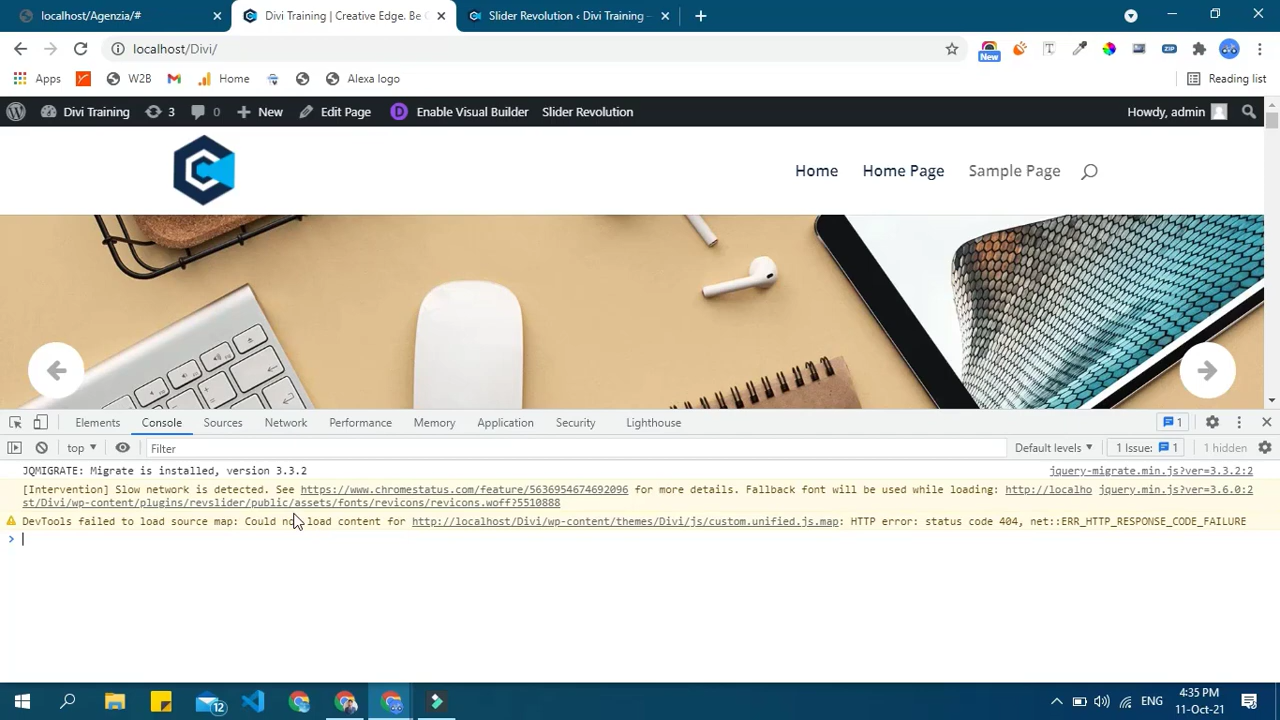 localhost/Agenzia/#
Divi Training | Creative Edge. Be C
Slider Revolution ‹ Divi Training —
localhost/Divi/
New
ZIP
Apps
W2B
Home
Alexa logo
Reading list
Divi Training
3
0
New
Edit Page
D
Enable Visual Builder
Slider Revolution
Howdy, admin
Home
Home Page
Sample Page
Elements
Console
Sources
Network
Performance
Memory
Application
Security
Lighthouse
1
top
Filter
Default levels
1 Issue:
1
1 hidden
JQMIGRATE: Migrate is installed, version 3.3.2
jquery-migrate.min.js?ver=3.3.2:2
[Intervention] Slow network is detected. See https://www.chromestatus.com/feature/5636954674692096 for more details. Fallback font will be used while loading: http://localho
jquery.min.js?ver=3.6.0:2
st/Divi/wp-content/plugins/revslider/public/assets/fonts/revicons/revicons.woff?5510888
DevTools failed to load source map: Could not load content for http://localhost/Divi/wp-content/themes/Divi/js/custom.unified.js.map: HTTP error: status code 404, net::ERR_HTTP_RESPONSE_CODE_FAILURE
12
ENG
4:35 PM
11-Oct-21